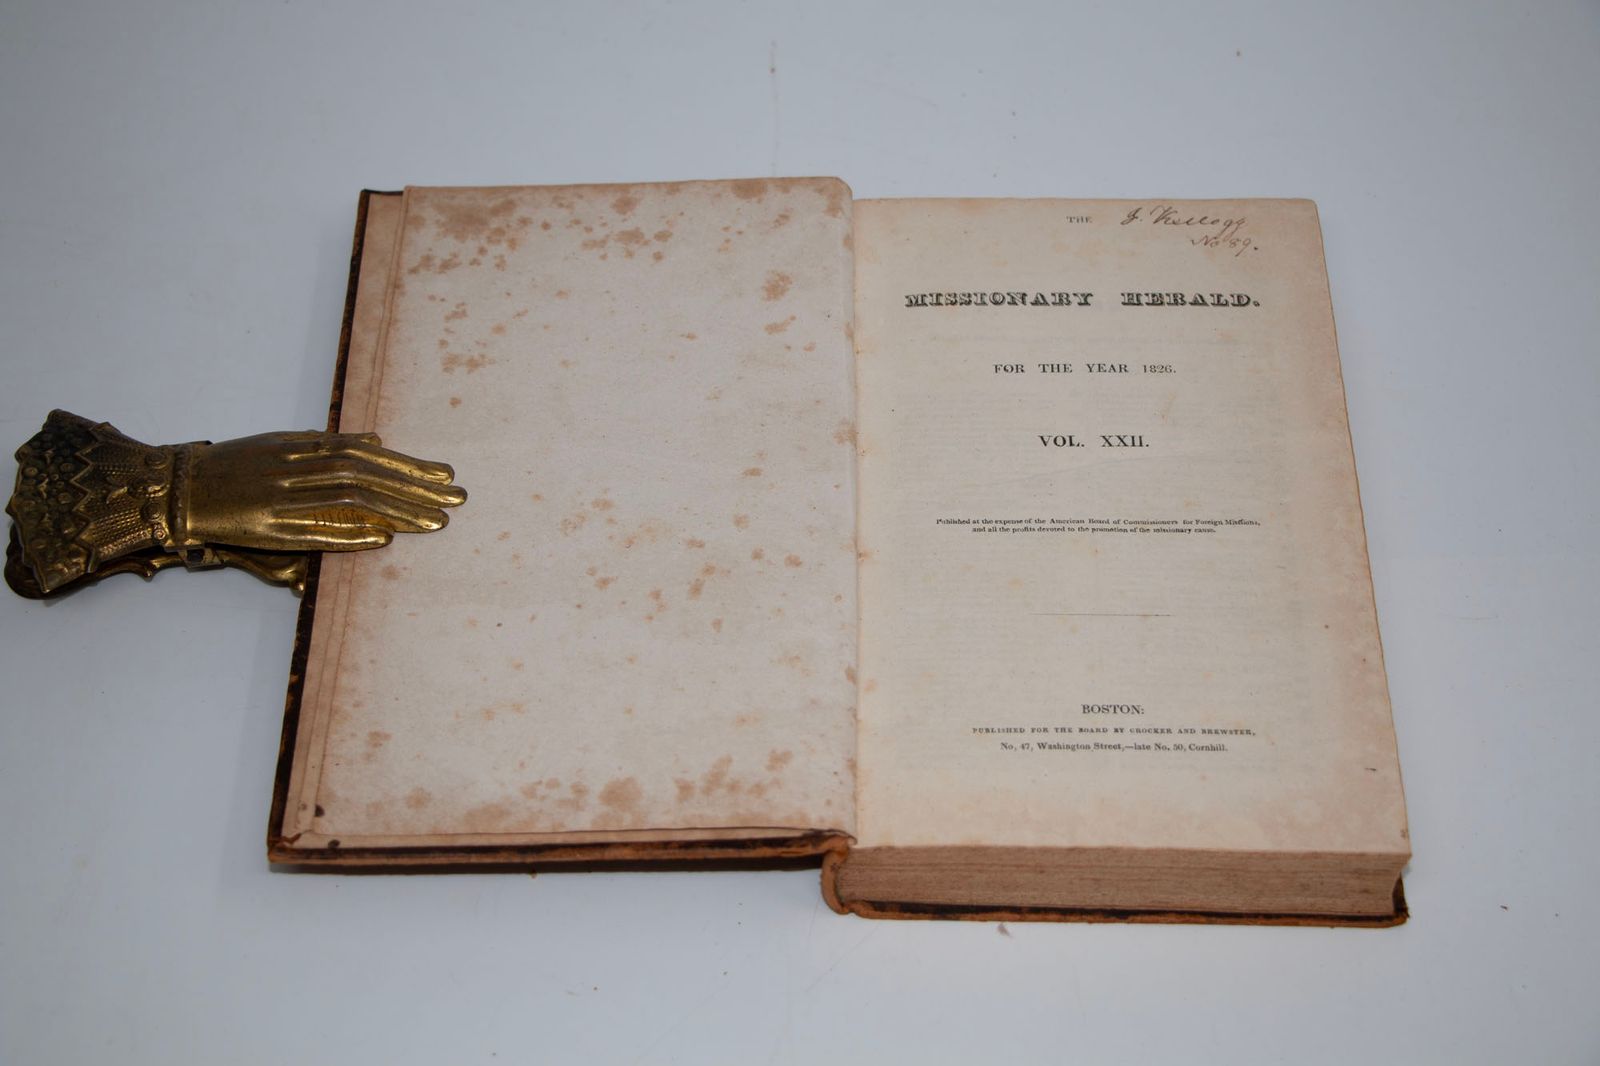 THE
J. Kellogg
No 89.
MISSIONARY HERALD.
FOR THE YEAR 1826.
VOL. XXII.
Published at the expense of the American Board of Commissioners for Foreign Missions,
and all the profits devoted to the promotion of the missionary cause.
BOSTON:
PUBLISHED FOR THE BOARD BY CROCKER AND BREWSTER,
No, 47, Washington Street,—late No. 50, Cornhill.